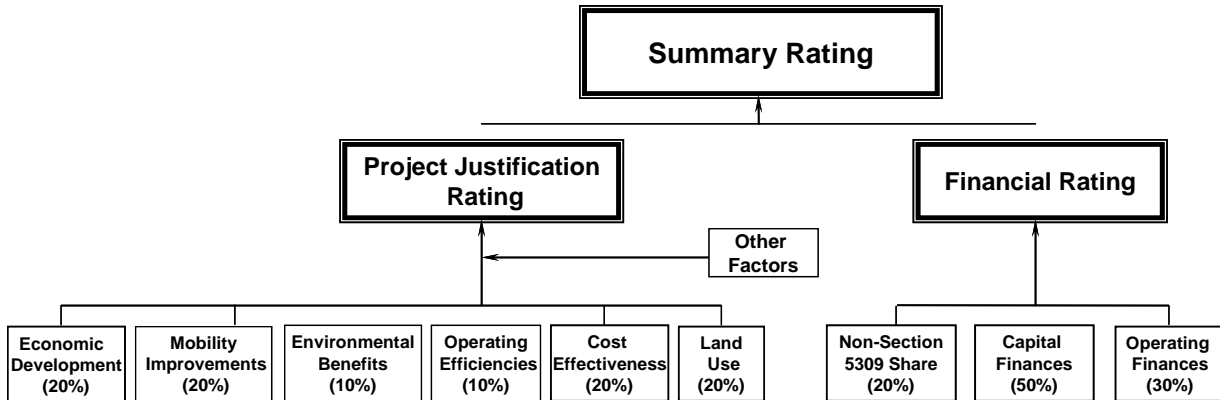 Summary Rating
Project Justification
Rating
Financial Rating
Other
Factors
Economic
Development
(20%)
Mobility
Improvements
(20%)
Environmental
Benefits
(10%)
Operating
Efficiencies
(10%)
Cost
Effectiveness
(20%)
Land
Use
(20%)
Non-Section
5309 Share
(20%)
Capital
Finances
(50%)
Operating
Finances
(30%)